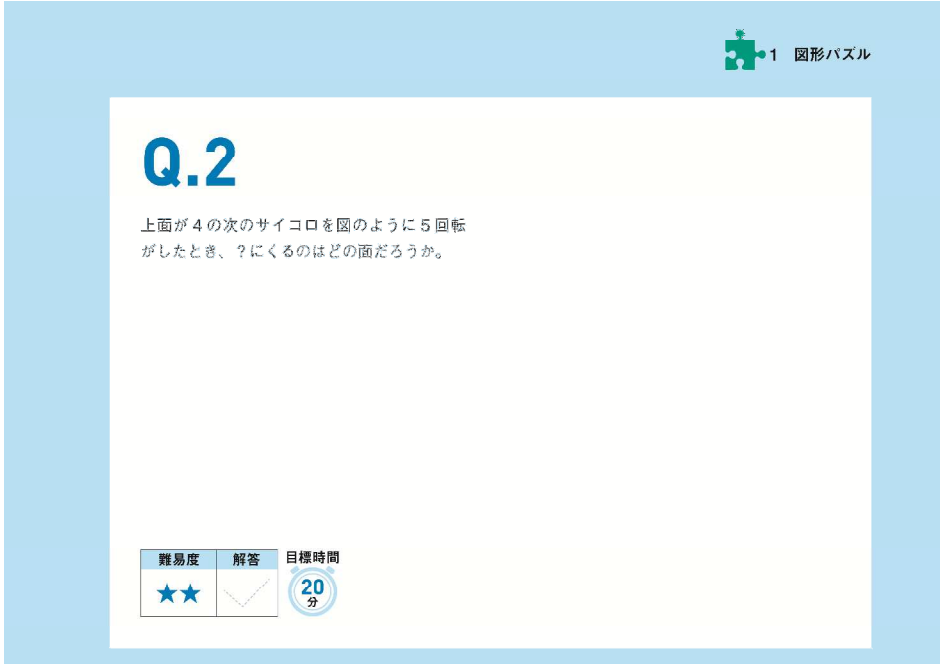 1 図形パズル
Q.2
上面が4の次のサイコロを図のように5回転
がしたとき、?にくるのはどの面だろうか。
難易度 解答 目標時間
★★
20
分